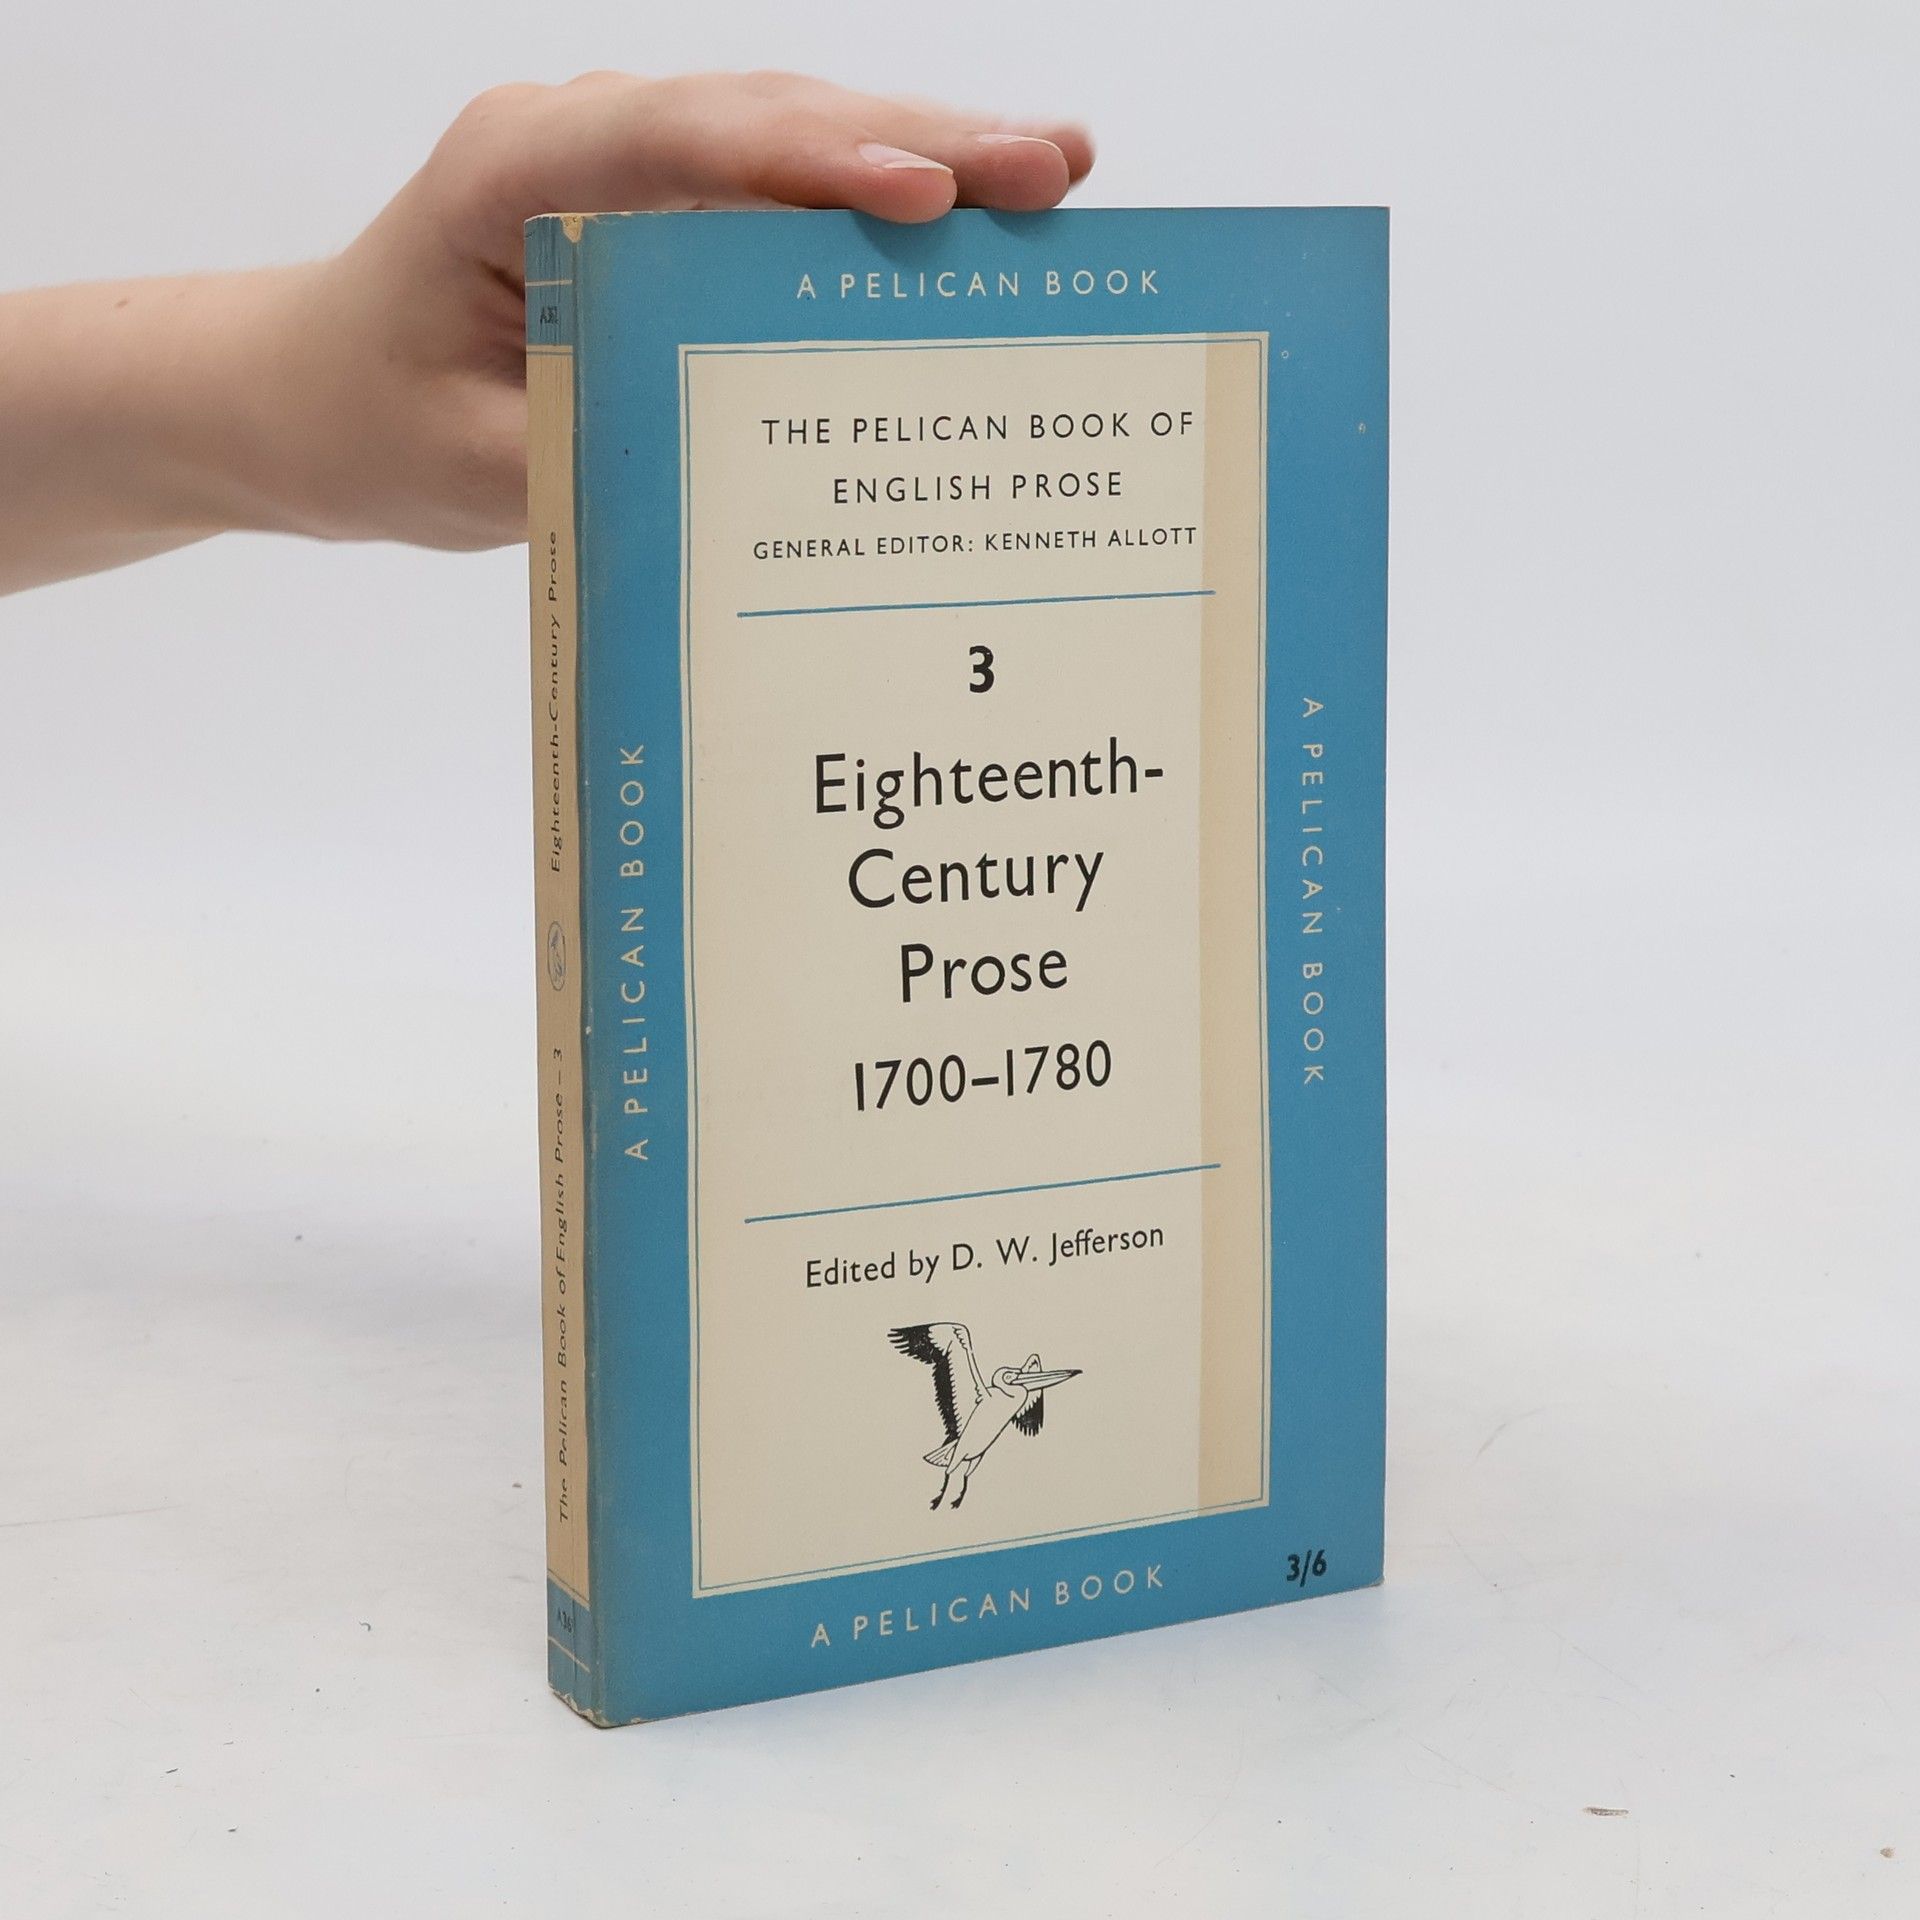 A PELICAN BOOK
THE PELICAN BOOK OF
ENGLISH PROSE
GENERAL EDITOR: KENNETH ALLOTT
3
Eighteenth-
Century
Prose
1700–1780
Edited by D. W. Jefferson
A PELICAN BOOK
3/6
A PELICAN BOOK
A PELICAN BOOK
The Pelican Book of English Prose – 3
Eighteenth-Century Prose